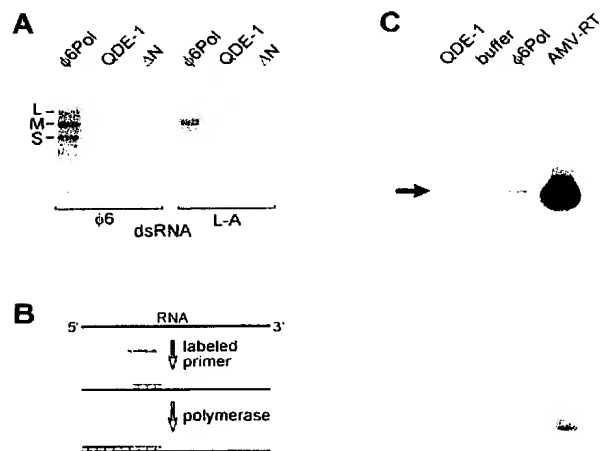 A
φ6Pol QDE-1 ΔN φ6Pol QDE-1 ΔN
L
M
S
φ6 L-A
dsRNA
B
RNA
5' 3'
labeled
primer
polymerase
C
QDE-1 buffer φ6Pol AMV-RT